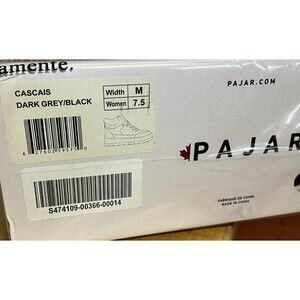 amente.
CASCAIS
DARK GREY/BLACK
Width M
Women 7.5
PAJAR.COM
PAJAR
FABRIQUÉ EN CHINE
MADE IN CHINA
S474109-00366-00014